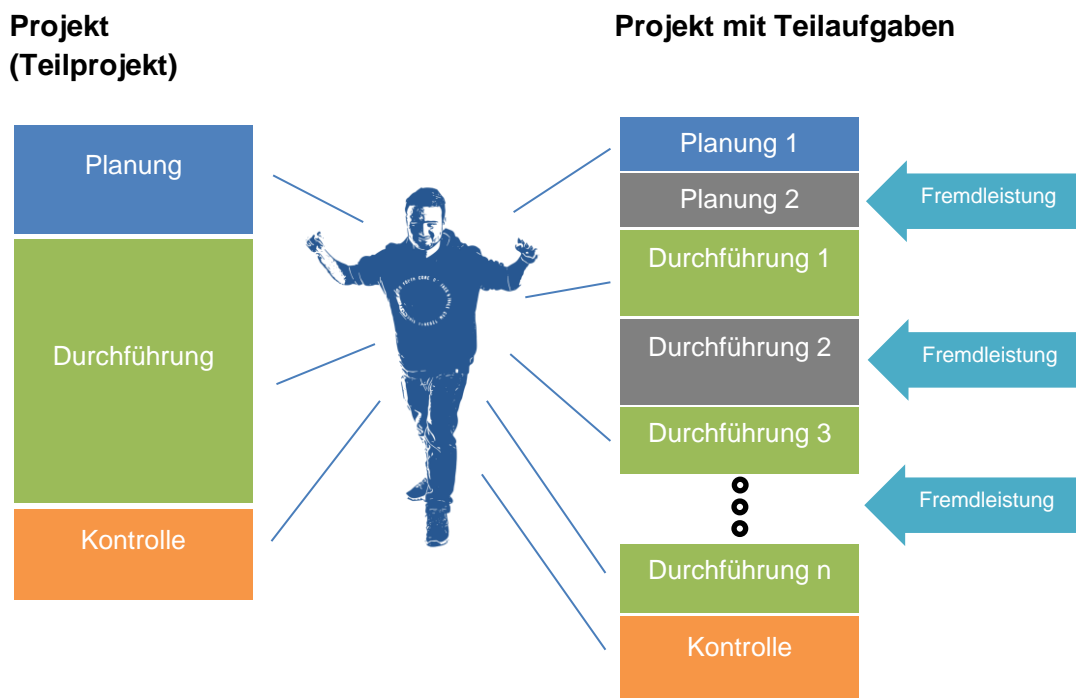 Projekt
(Teilprojekt)
Planung
Durchführung
Kontrolle
Projekt mit Teilaufgaben
Planung 1
Planung 2
Fremdleistung
Durchführung 1
Durchführung 2
Fremdleistung
Durchführung 3
Fremdleistung
Durchführung n
Kontrolle